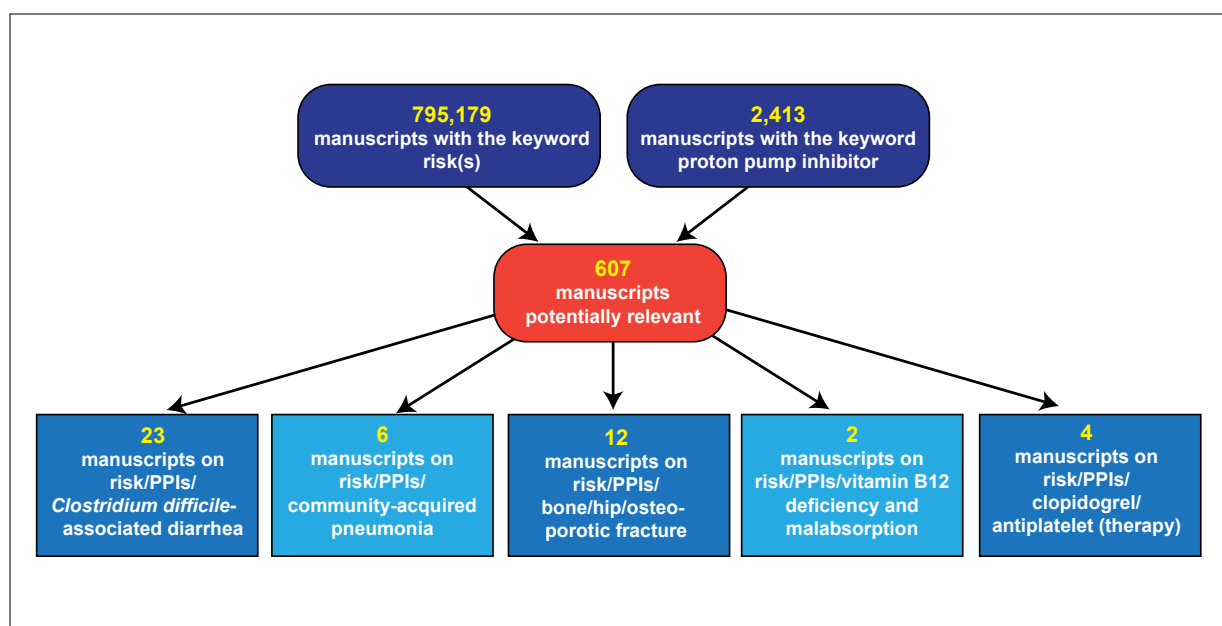 795,179
manuscripts with the keyword
risk(s)
2,413
manuscripts with the keyword
proton pump inhibitor
607
manuscripts
potentially relevant
23
manuscripts on
risk/PPIs/
Clostridium difficile-
associated diarrhea
6
manuscripts on
risk/PPIs/
community-acquired
pneumonia
12
manuscripts on
risk/PPIs/
bone/hip/osteo-
porotic fracture
2
manuscripts on
risk/PPIs/vitamin B12
deficiency and
malabsorption
4
manuscripts on
risk/PPIs/
clopidogrel/
antiplatelet (therapy)